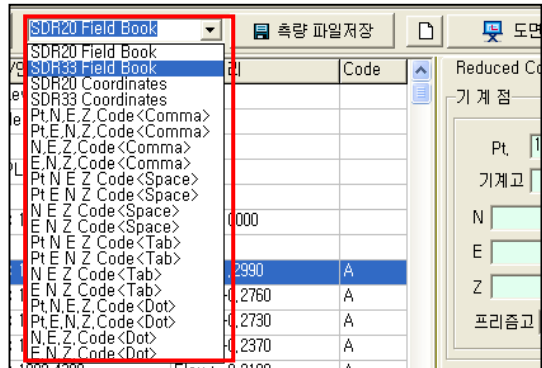 SDR20 Field Book
측량 파일저장
도면
SDR20 Field Book
SDR33 Field Book
SDR20 Coordinates
SDR33 Coordinates
Pt,N,E,Z,Code<Comma>
Pt,E,N,Z,Code<Comma>
N,E,Z,Code<Comma>
E,N,Z,Code<Comma>
Pt N E Z Code<Space>
Pt E N Z Code<Space>
N E Z Code<Space>
E N Z Code<Space>
Pt N E Z Code<Tab>
Pt E N Z Code<Tab>
N E Z Code<Tab>
E N Z Code<Tab>
Pt,N,E,Z,Code<Dot>
Pt,E,N,Z,Code<Dot>
N,E,Z,Code<Dot>
E,N,Z,Code<Dot>
리
Code
0000
.2990 A
-0.2760 A
-0.2730 A
-0.2370 A
Reduced Co
기 계 점
Pt,
기계고
N
E
Z
프리즘고